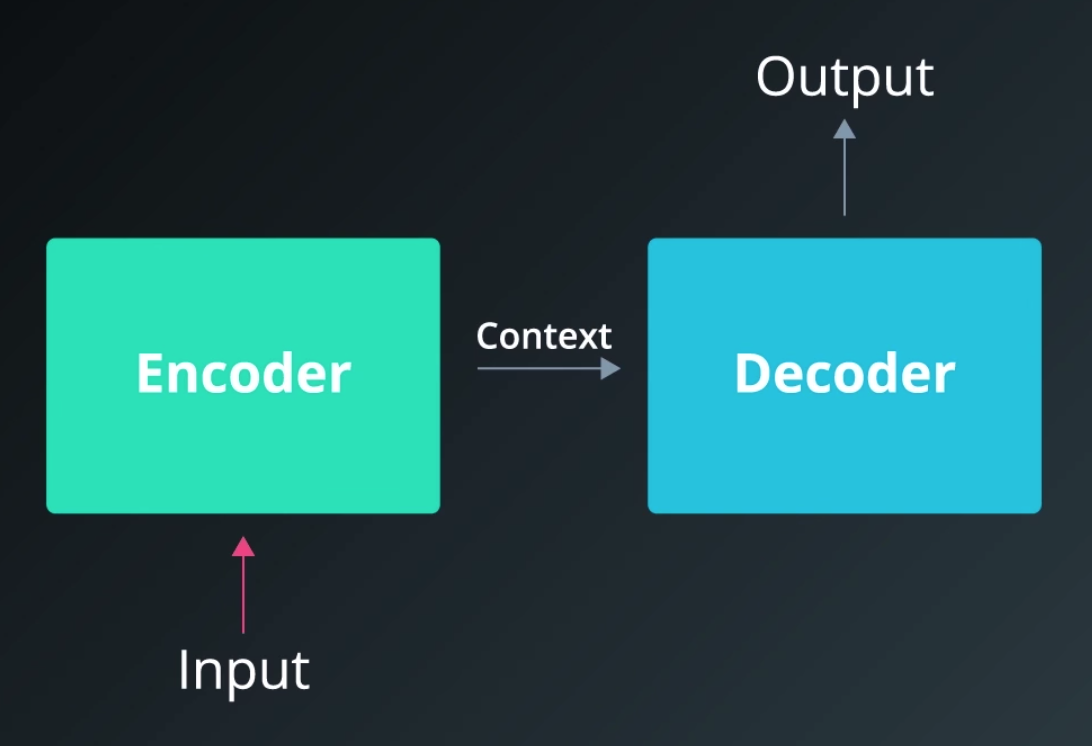 Output
Encoder
Context
Decoder
Input